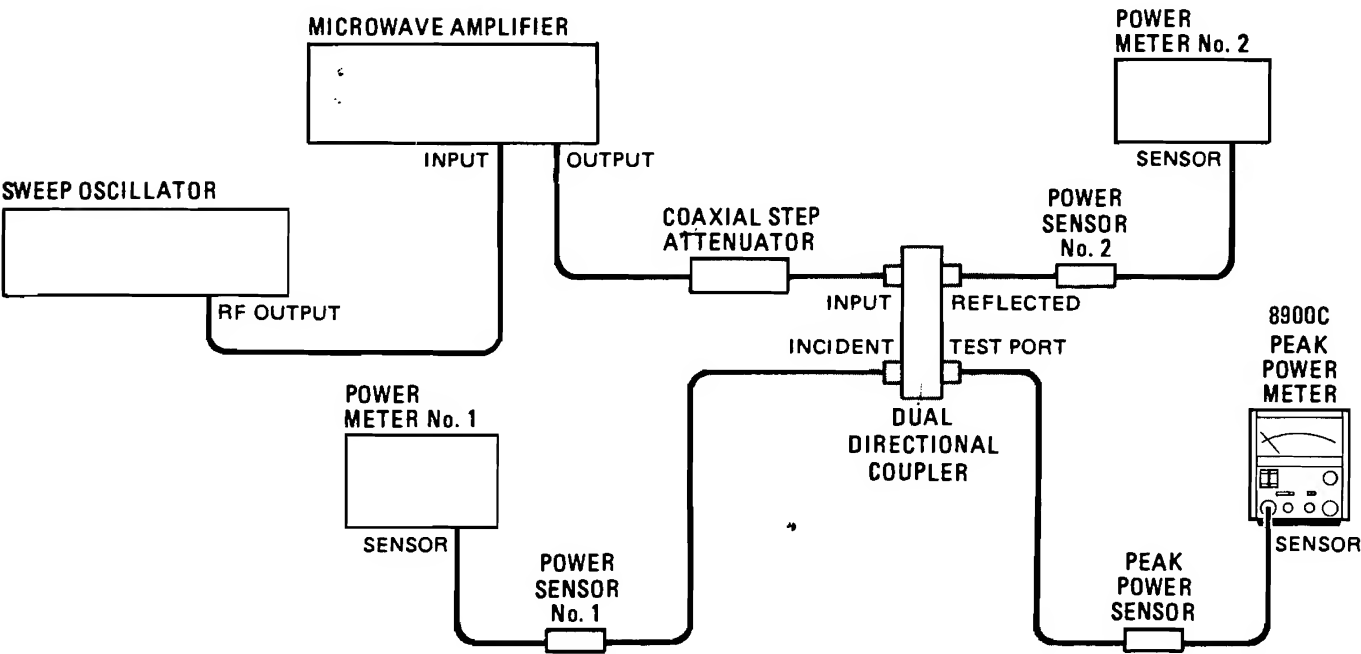 MICROWAVE AMPLIFIER
INPUT
OUTPUT
POWER
METER No. 2
SENSOR
SWEEP OSCILLATOR
RF OUTPUT
COAXIAL STEP
ATTENUATOR
POWER
SENSOR
No. 2
INPUT
REFLECTED
INCIDENT
TEST PORT
DUAL
DIRECTIONAL
COUPLER
8900C
PEAK
POWER
METER
SENSOR
POWER
METER No. 1
SENSOR
POWER
SENSOR
No. 1
PEAK
POWER
SENSOR